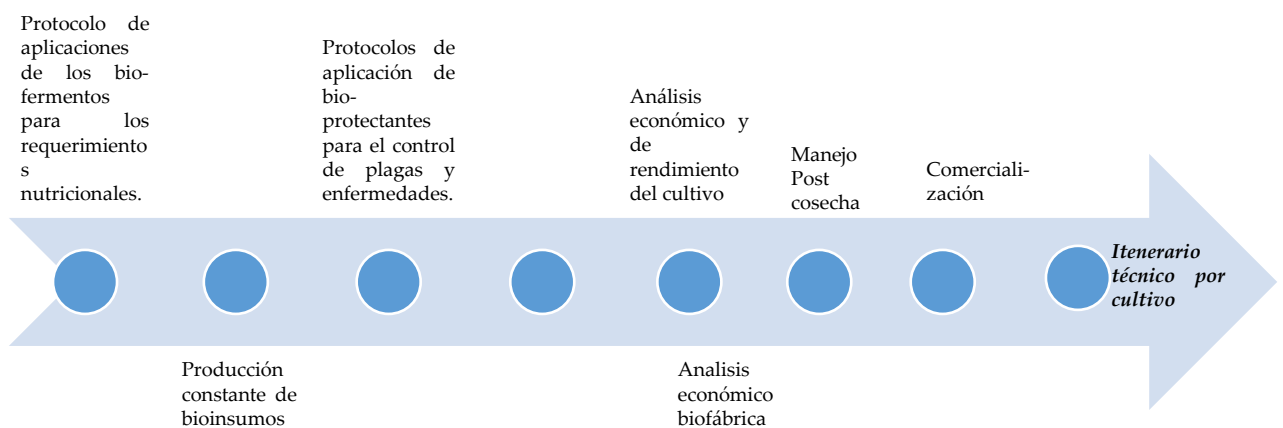 Protocolo de
aplicaciones
de los bio-
fermentos
para los
requerimiento
s
nutricionales.
Protocolos de
aplicación de
bio-
protectantes
para el control
de plagas y
enfermedades.
Análisis
económico y
de
rendimiento
del cultivo
Manejo
Post
cosecha
Comerciali-
zación
Itenerario
técnico por
cultivo
Producción
constante de
bioinsumos
Analisis
económico
biofábrica